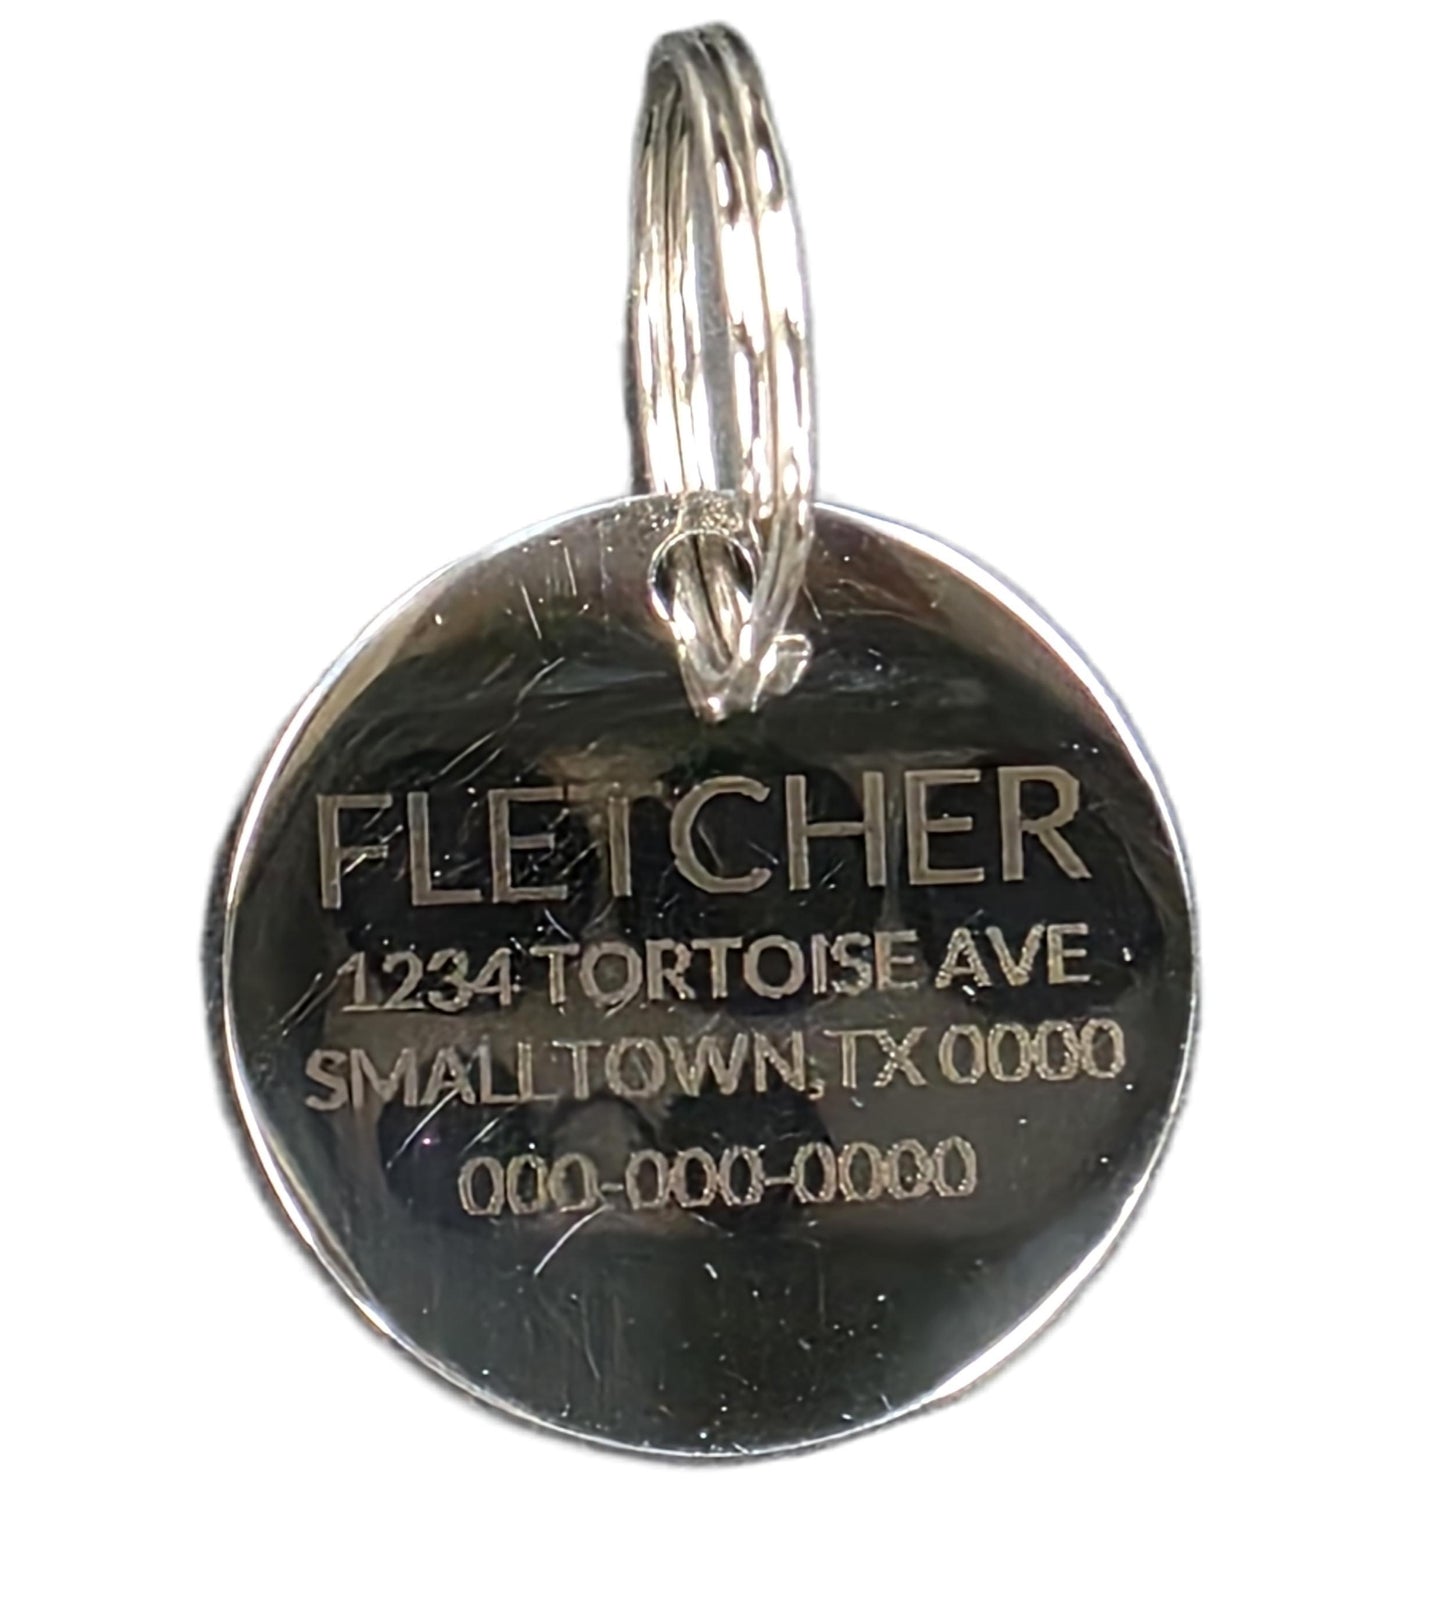 FLETCHER
1234 TORTOISE AVE
SMALLTOWN, TX 0000
000-000-0000